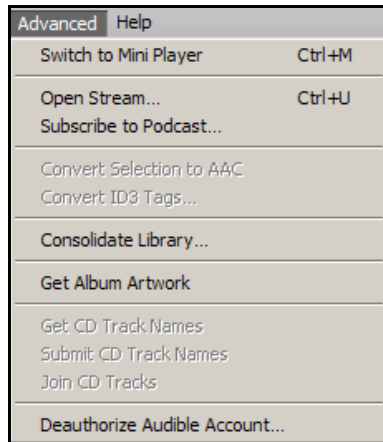 Advanced Help
Switch to Mini Player Ctrl+M
Open Stream... Ctrl+U
Subscribe to Podcast...
Convert Selection to AAC
Convert ID3 Tags...
Consolidate Library...
Get Album Artwork
Get CD Track Names
Submit CD Track Names
Join CD Tracks
Deauthorize Audible Account...